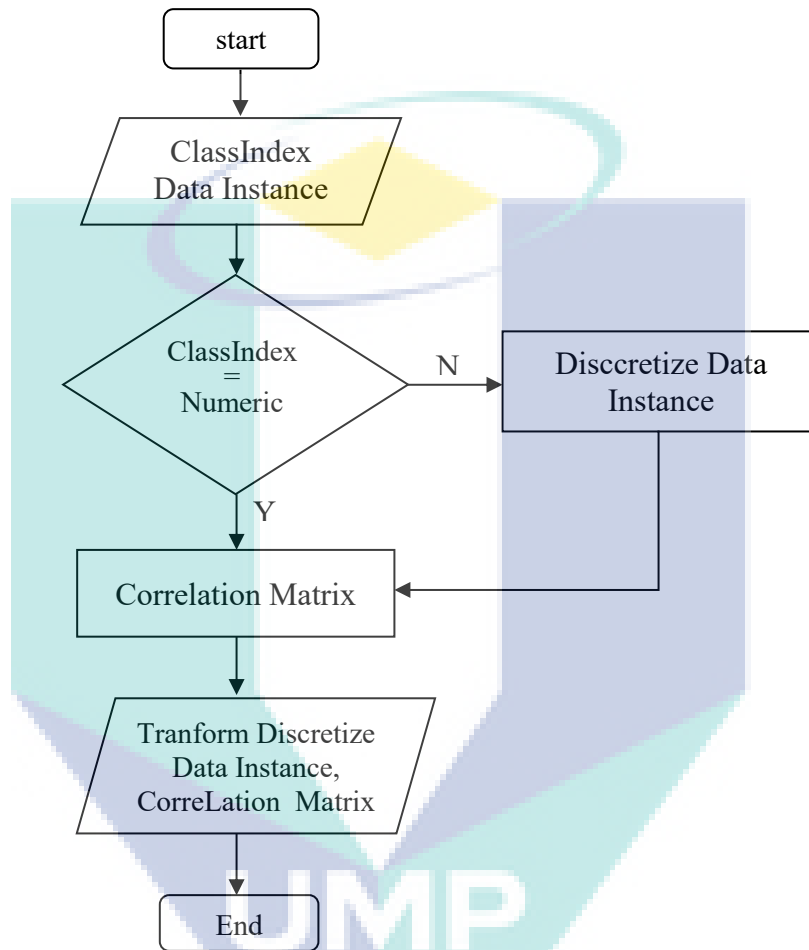 start
ClassIndex
Data Instance
ClassIndex
=
Numeric
N
Disccretize Data
Instance
Y
Correlation Matrix
Tranform Discretize
Data Instance,
CorreLation Matrix
End
UMP